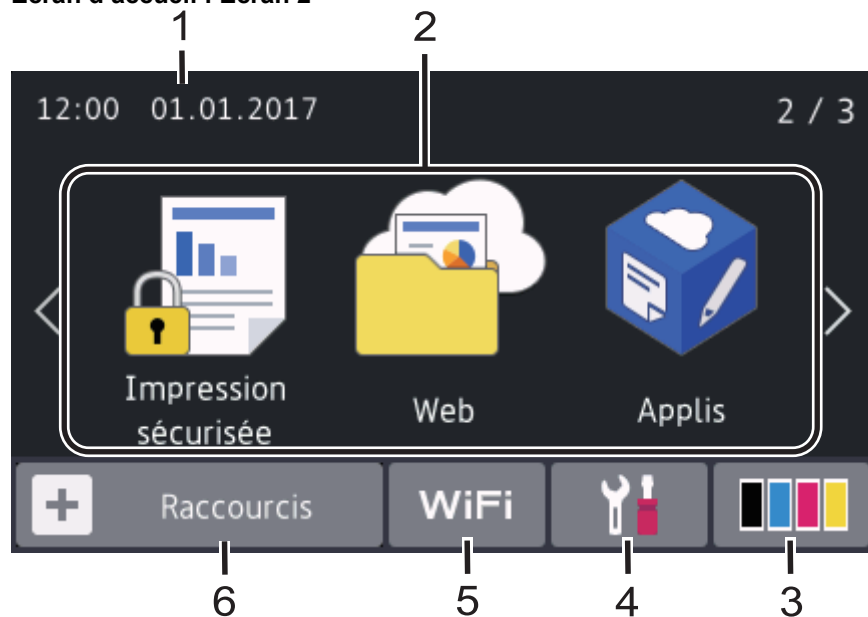 Écran d'accueil : Écran 2
1 2
12:00 01.01.2017 2 / 3
Impression
sécurisée
Web
Applis
Raccourcis WiFi
6 5 4 3